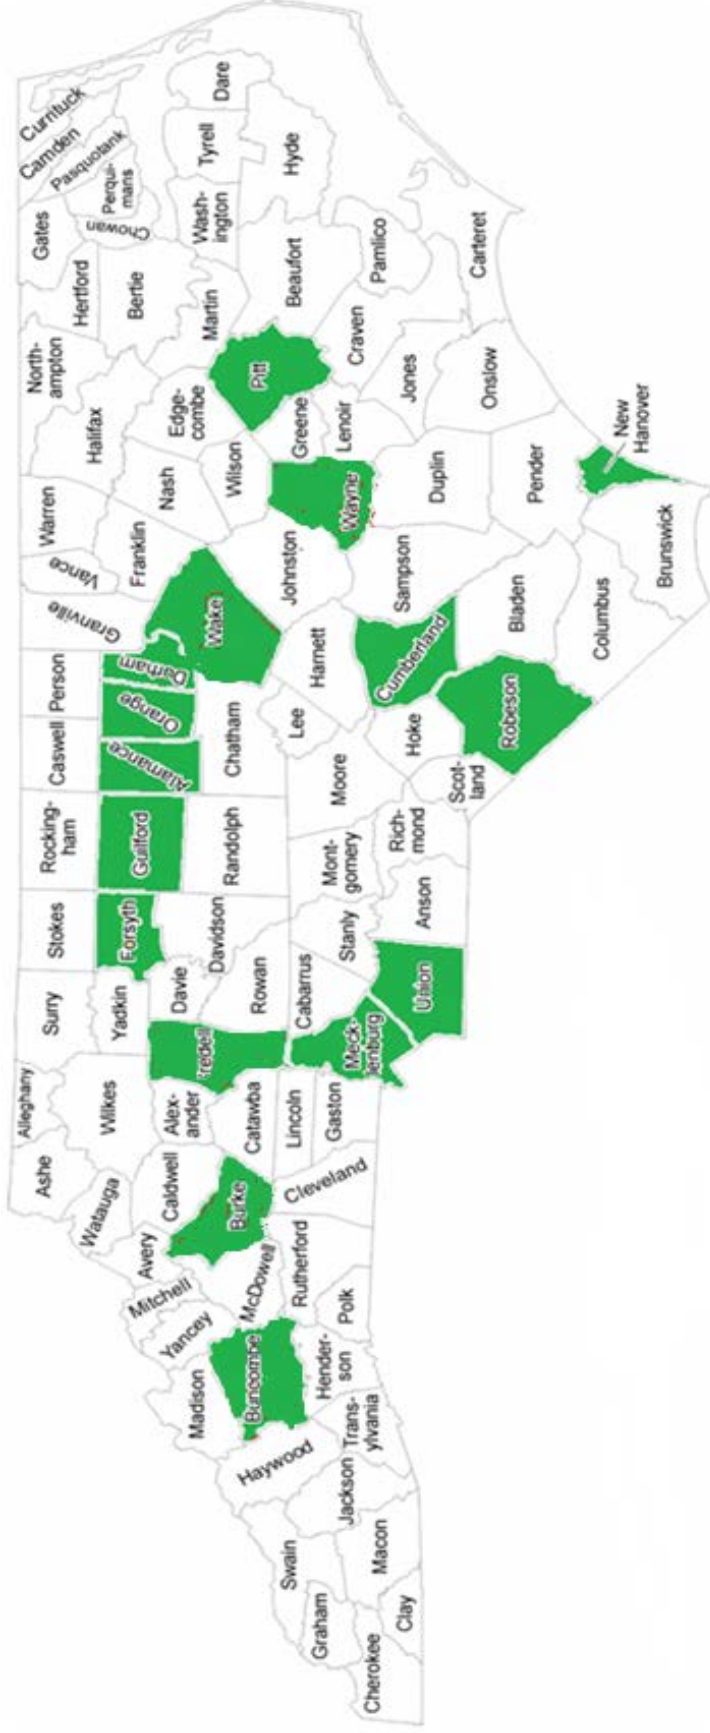 Ashe
Alleghany
Surry
Stokes
Rocking-
ham
Caswell
Person
Granville
Vance
Warren
North-
ampton
Hertford
Gates
Currituck
Camden
Pasquotank
Perqui-
mans
Chowan
Watauga
Wilkes
Yadkin
Forsyth
Guilford
Alamance
Orange
Durham
Franklin
Halifax
Bertie
Mitchell
Avery
Caldwell
Alex-
ander
Iredell
Davie
Davidson
Nash
Edge-
combe
Martin
Wash-
ington
Tyrell
Dare
Madison
Yancey
McDowell
Burke
Catawba
Rowan
Randolph
Chatham
Wake
Wilson
Pitt
Beaufort
Hyde
Swain
Haywood
Buncombe
Rutherford
Cleveland
Lincoln
Cabarrus
Lee
Johnston
Greene
Graham
Jackson
Hender-
son
Polk
Gaston
Stanly
Mont-
gomery
Moore
Harnett
Wayne
Lenoir
Craven
Pamlico
Cherokee
Clay
Macon
Trans-
ylvania
Meck-
lenburg
Union
Anson
Rich-
mond
Hoke
Cumberland
Sampson
Duplin
Jones
Carteret
Scot-
land
Robeson
Bladen
Pender
Onslow
Columbus
Brunswick
New
Hanover